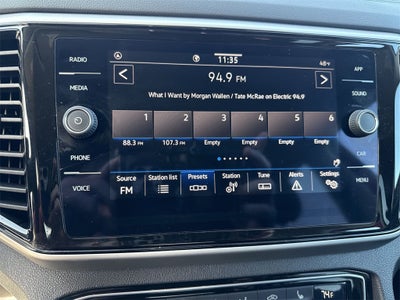 RADIO
MEDIA
PHONE
VOICE
11:35
48°F
94.9 FM
What I Want by Morgan Wallen / Tate McRae on Electric 94.9
1 2 3 4 5 6
88.3 FM 107.3 FM Empty Empty Empty Empty
Source Station list Presets Station Tune Alerts Settings
FM
APP
SOUND
CAR
MENU
74°F